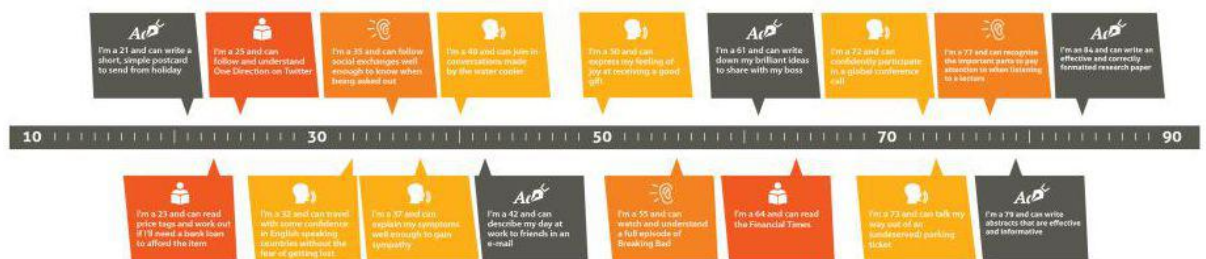 Ac
I'm a 21 and can write a
short, simple postcard
to send from holiday
I'm a 25 and can
follow and understand
One Direction on Twitter
I'm a 35 and can follow
social exchanges well
enough to know when
being asked out
I'm a 40 and can join in
conversations made
by the water cooler
I'm a 50 and can
express my feeling of
joy at receiving a good
gift
Ac
I'm a 61 and can write
down my brilliant ideas
to share with my boss
I'm a 72 and can
confidently participate
in a global conference
call
I'm a 77 and can recognise
the important parts to pay
attention to when listening
to a lecture
Ac
I'm an 84 and can write an
effective and correctly
formatted research paper
10 30 50 70 90
I'm a 23 and can read
price tags and work out
if I'll need a bank loan
to afford the item
I'm a 32 and can travel
with some confidence
in English speaking
countries without the
fear of getting lost
I'm a 37 and can
explain my symptoms
well enough to gain
sympathy
Ac
I'm a 42 and can
describe my day at
work to friends in an
e-mail
I'm a 55 and can
watch and understand
a full episode of
Breaking Bad
I'm a 64 and can read
the Financial Times
I'm a 73 and can talk my
way out of an
(undeserved) parking
ticket
Ac
I'm a 79 and can write
abstracts that are effective
and informative